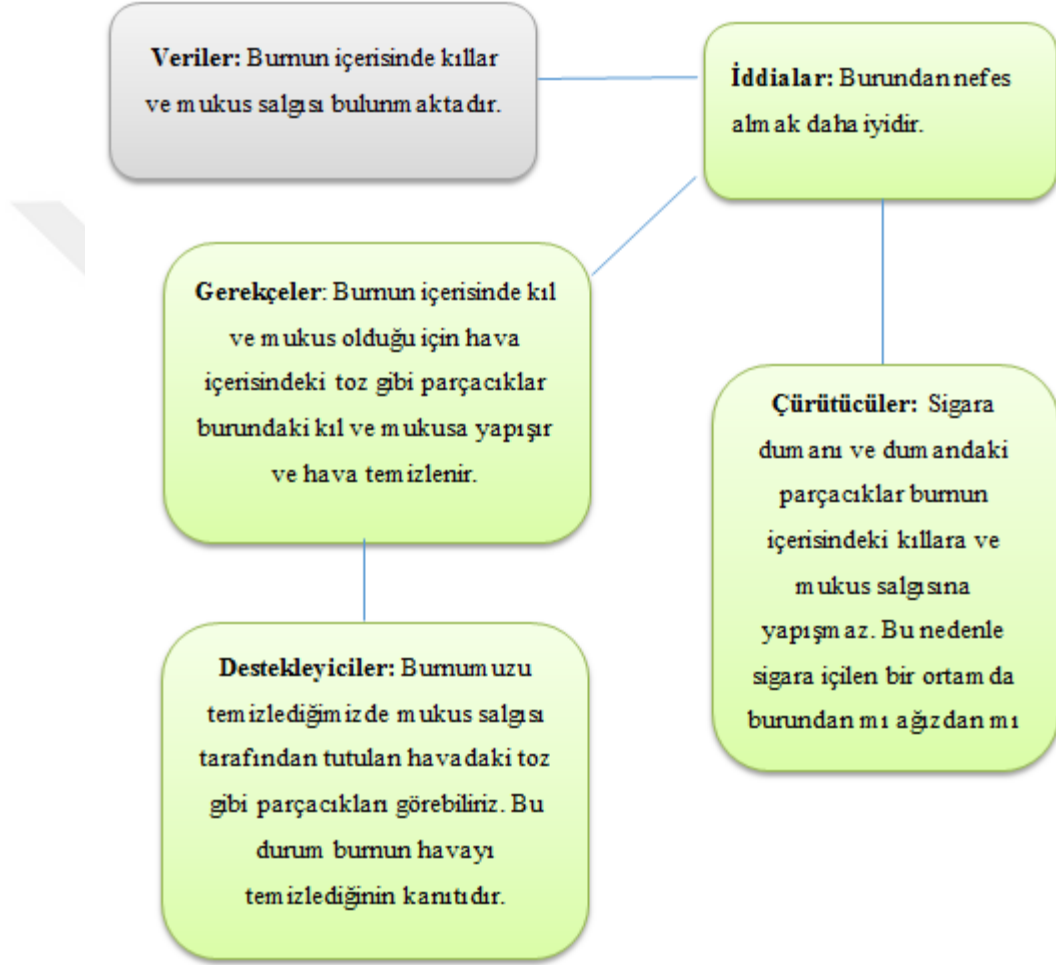 Veriler: Burnun içerisinde kıllar
ve mukus salgısı bulunmaktadır.
İddialar: Burundan nefes
almak daha iyidir.
Gerekçeler: Burnun içerisinde kıl
ve mukus olduğu için hava
içerisindeki toz gibi parçacıklar
burundaki kıl ve mukusa yapışır
ve hava temizlenir.
Çürütücüler: Sigara
dumanı ve dumandaki
parçacıklar burnun
içerisindeki kıllara ve
mukus salgısına
yapışmaz. Bu nedenle
sigara içilen bir ortamda
burundan mı ağızdan mı
Destekleyiciler: Burnumuzu
temizlediğimizde mukus salgısı
tarafından tutulan havadaki toz
gibi parçacıkları görebiliriz. Bu
durum burnun havayı
temizlediğinin kanıtıdır.